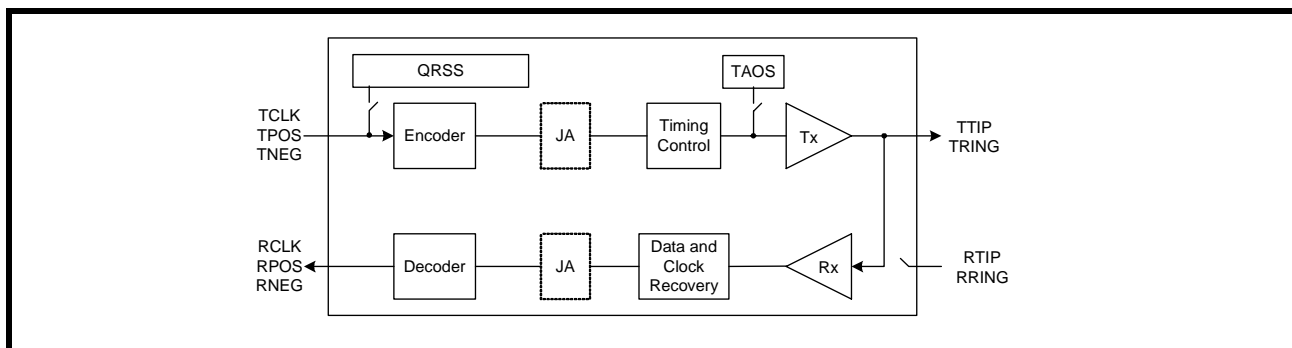 QRSS
TAOS
TCLK
TPOS
TNEG
Encoder
JA
Timing
Control
Tx
TTIP
TRING
RCLK
RPOS
RNEG
Decoder
JA
Data and
Clock
Recovery
Rx
RTIP
RRING